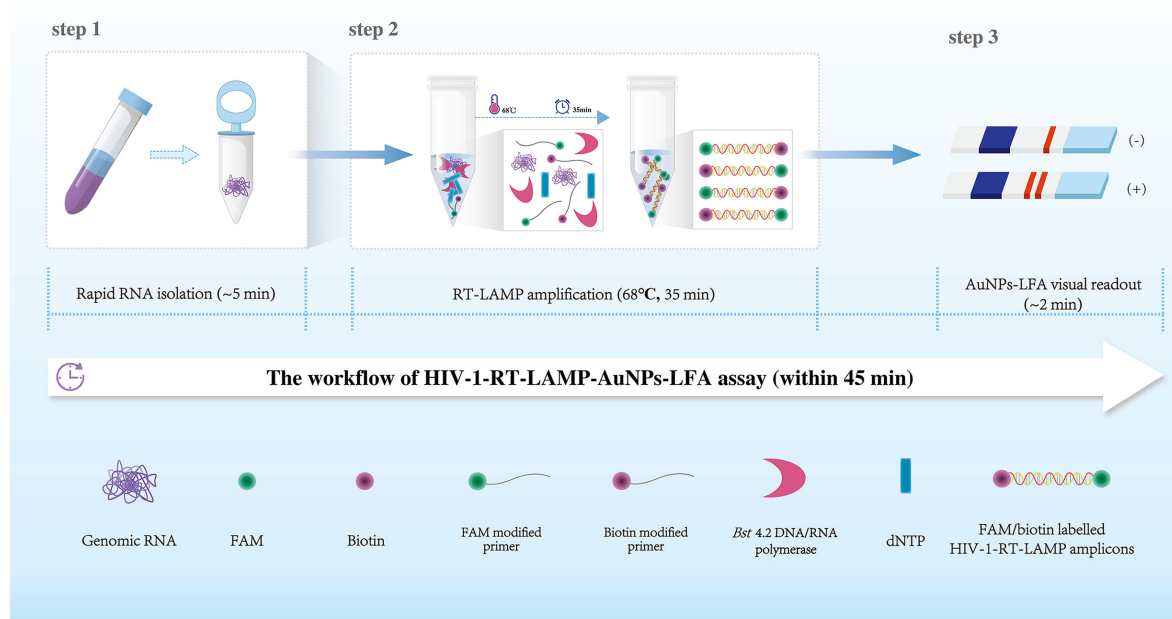 step 1
step 2
step 3
68℃
35min
(-)
(+)
Rapid RNA isolation (~5 min)
RT-LAMP amplification (68℃, 35 min)
AuNPs-LFA visual readout
(~2 min)
The workflow of HIV-1-RT-LAMP-AuNPs-LFA assay (within 45 min)
Genomic RNA
FAM
Biotin
FAM modified
primer
Biotin modified
primer
Bst 4.2 DNA/RNA
polymerase
dNTP
FAM/biotin labelled
HIV-1-RT-LAMP amplicons